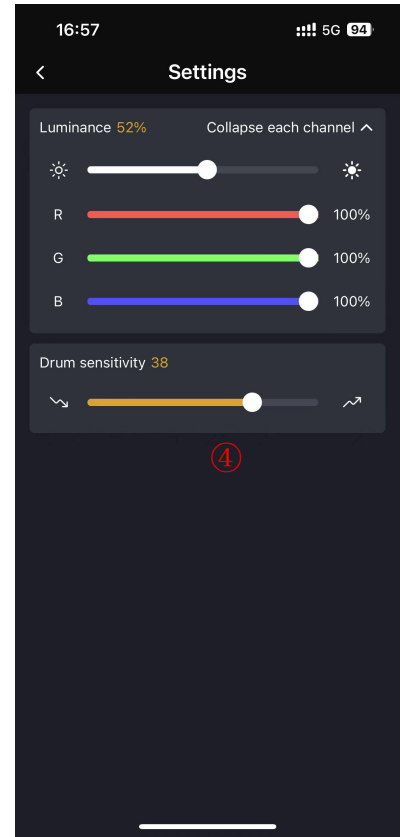 16:57 5G 94
Settings
Luminance 52% Collapse each channel
R 100%
G 100%
B 100%
Drum sensitivity 38
④